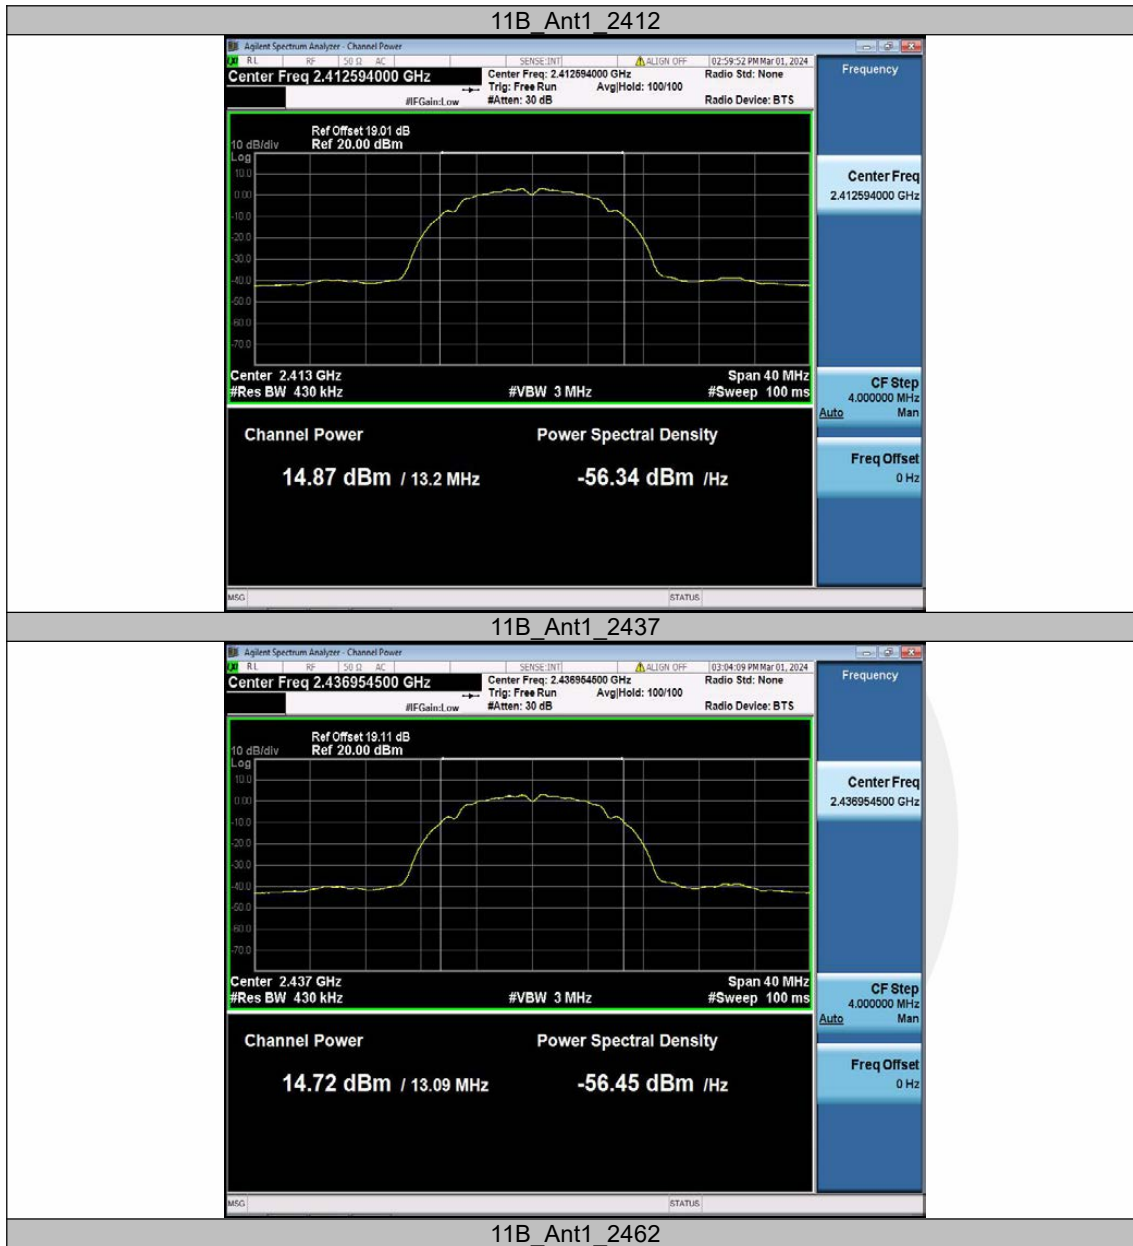 11B_Ant1_2412
Agilent Spectrum Analyzer - Channel Power
RL RF 50 Ω AC SENSE:INT ALIGN OFF 02:59:52 PM Mar 01, 2024
Center Freq 2.412594000 GHz
Center Freq: 2.412594000 GHz Radio Std: None
Trig: Free Run Avg|Hold: 100/100
#IFGain:Low #Atten: 30 dB Radio Device: BTS
Frequency
Ref Offset 19.01 dB
10 dB/div Ref 20.00 dBm
Log
10.0
0.00
-10.0
-20.0
-30.0
-40.0
-50.0
-60.0
-70.0
Center Freq
2.412594000 GHz
Center 2.413 GHz Span 40 MHz
#Res BW 430 kHz #VBW 3 MHz #Sweep 100 ms
CF Step
4.000000 MHz
Auto Man
Channel Power Power Spectral Density
14.87 dBm / 13.2 MHz -56.34 dBm /Hz
Freq Offset
0 Hz
MSG STATUS
11B_Ant1_2437
Agilent Spectrum Analyzer - Channel Power
RL RF 50 Ω AC SENSE:INT ALIGN OFF 03:04:09 PM Mar 01, 2024
Center Freq 2.436954500 GHz
Center Freq: 2.436954500 GHz Radio Std: None
Trig: Free Run Avg|Hold: 100/100
#IFGain:Low #Atten: 30 dB Radio Device: BTS
Frequency
Ref Offset 19.11 dB
10 dB/div Ref 20.00 dBm
Log
10.0
0.00
-10.0
-20.0
-30.0
-40.0
-50.0
-60.0
-70.0
Center Freq
2.436954500 GHz
Center 2.437 GHz Span 40 MHz
#Res BW 430 kHz #VBW 3 MHz #Sweep 100 ms
CF Step
4.000000 MHz
Auto Man
Channel Power Power Spectral Density
14.72 dBm / 13.09 MHz -56.45 dBm /Hz
Freq Offset
0 Hz
MSG STATUS
11B_Ant1_2462